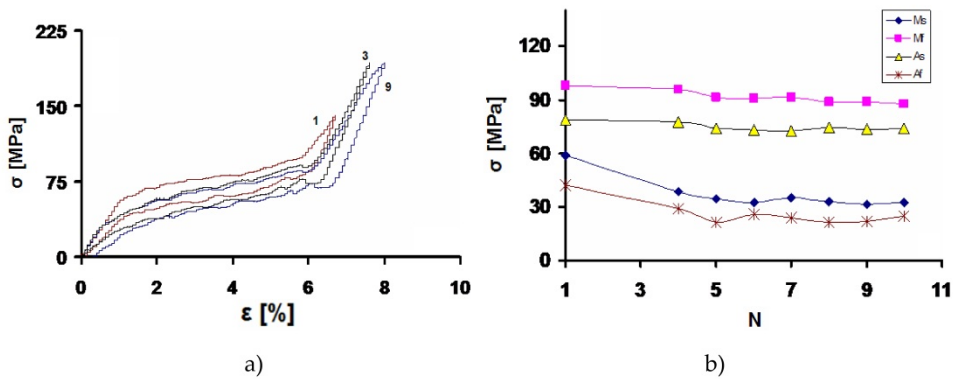 225
150
75
0
σ [MPa]
0 2 4 6 8 10
ε [%]
1
3
9
a)
120
90
60
30
0
σ [MPa]
1 3 5 7 9 11
N
Ms
Mf
As
Af
b)